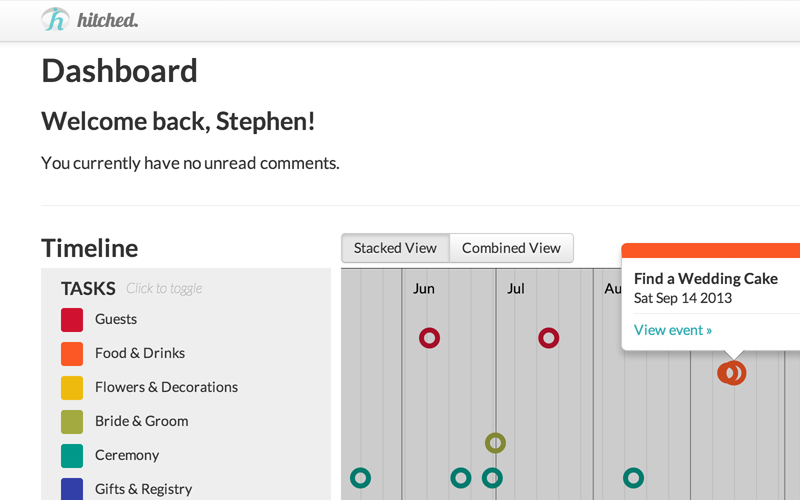 hitched.
Dashboard
Welcome back, Stephen!
You currently have no unread comments.
Timeline
Stacked View Combined View
TASKS Click to toggle
Guests
Food & Drinks
Flowers & Decorations
Bride & Groom
Ceremony
Gifts & Registry
Jun Jul Au
Find a Wedding Cake
Sat Sep 14 2013
View event »